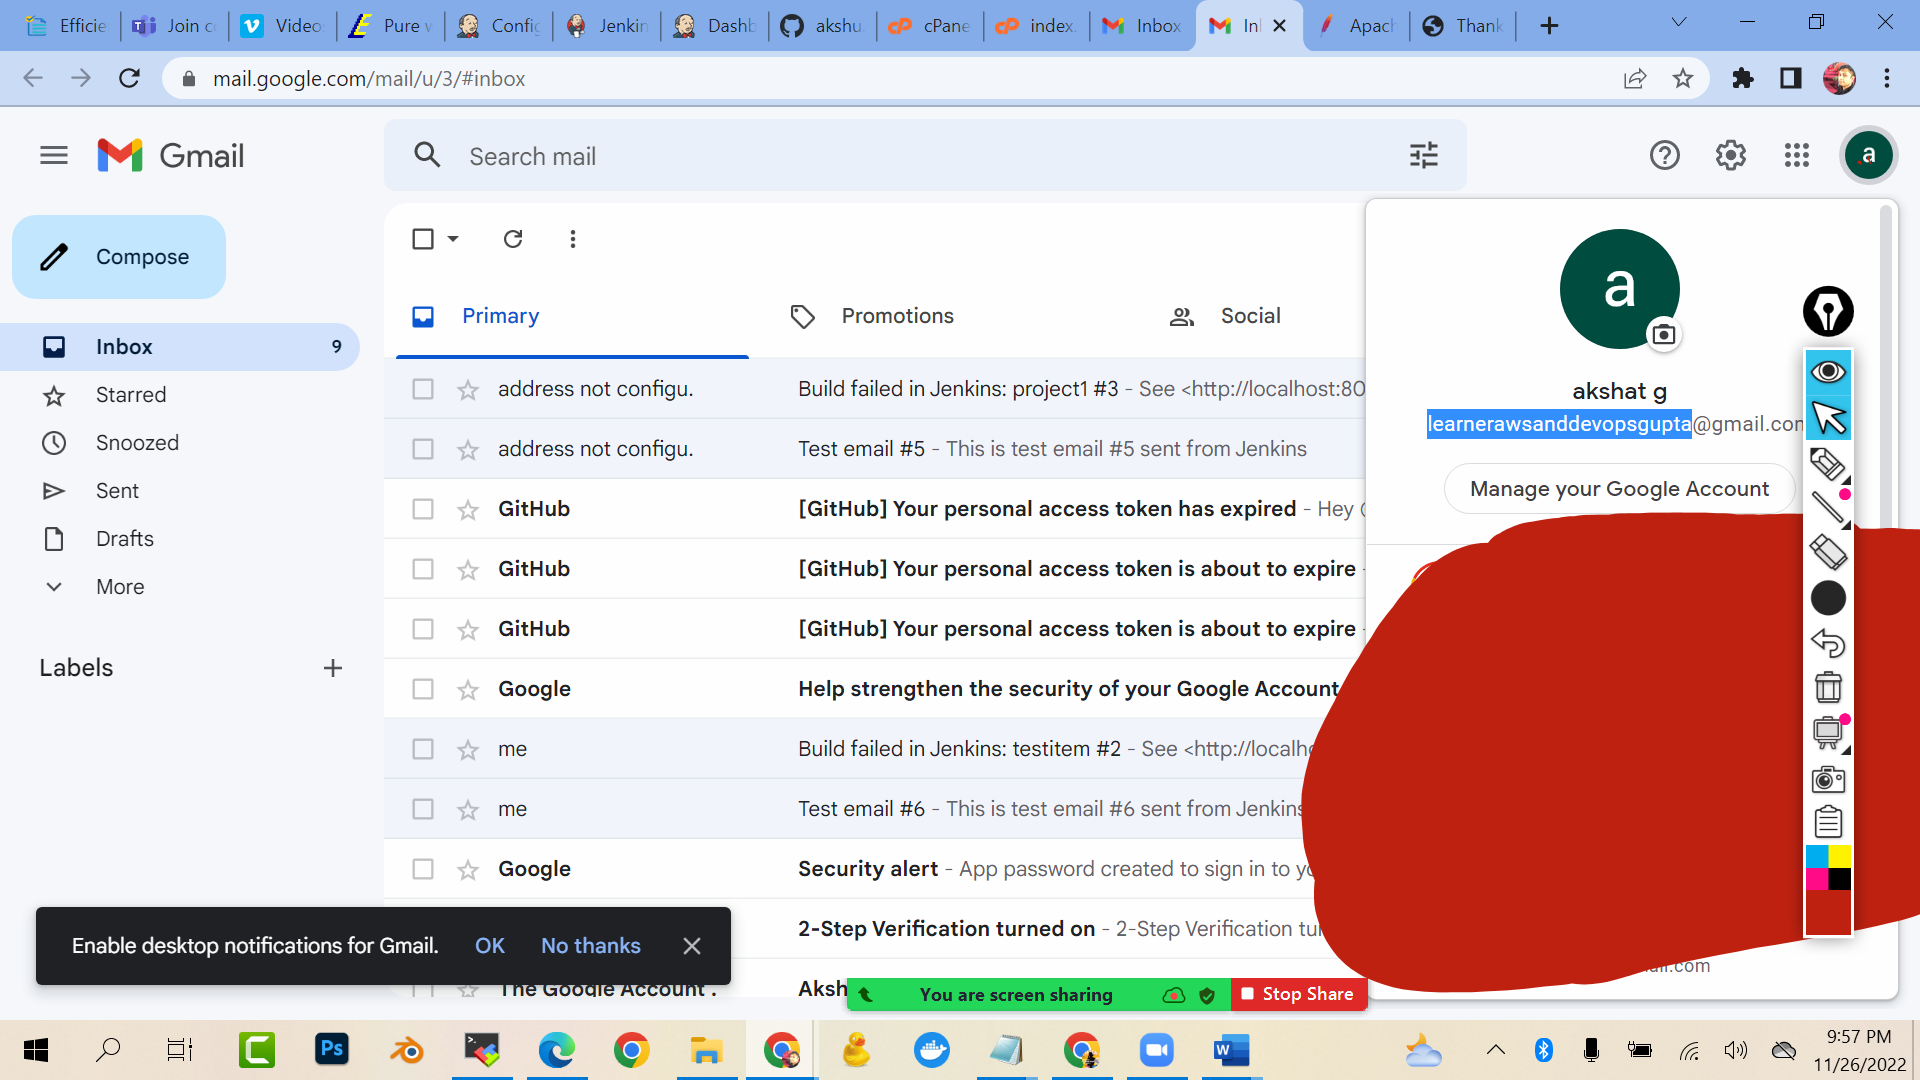 Efficie
Join c
Video
Pure
Config
Jenkin
Dashb
akshu
cPane
index.
Inbox
Apach
Thank
mail.google.com/mail/u/3/#inbox
Gmail
Search mail
a
Compose
Inbox 9
Starred
Snoozed
Sent
Drafts
More
Labels
Primary
Promotions
Social
address not configu. Build failed in Jenkins: project1 #3 - See <http://localhost:80
address not configu. Test email #5 - This is test email #5 sent from Jenkins
GitHub [GitHub] Your personal access token has expired - Hey
GitHub [GitHub] Your personal access token is about to expire -
GitHub [GitHub] Your personal access token is about to expire -
Google Help strengthen the security of your Google Account
me Build failed in Jenkins: testitem #2 - See <http://localho
me Test email #6 - This is test email #6 sent from Jenkins
Google Security alert - App password created to sign in to yo
2-Step Verification turned on - 2-Step Verification tur
The Google Account . Aksh
a
akshat g
learnerawsanddevopsgupta@gmail.com
Manage your Google Account
.com
Enable desktop notifications for Gmail. OK No thanks
You are screen sharing Stop Share
Ps
W
9:57 PM
11/26/2022